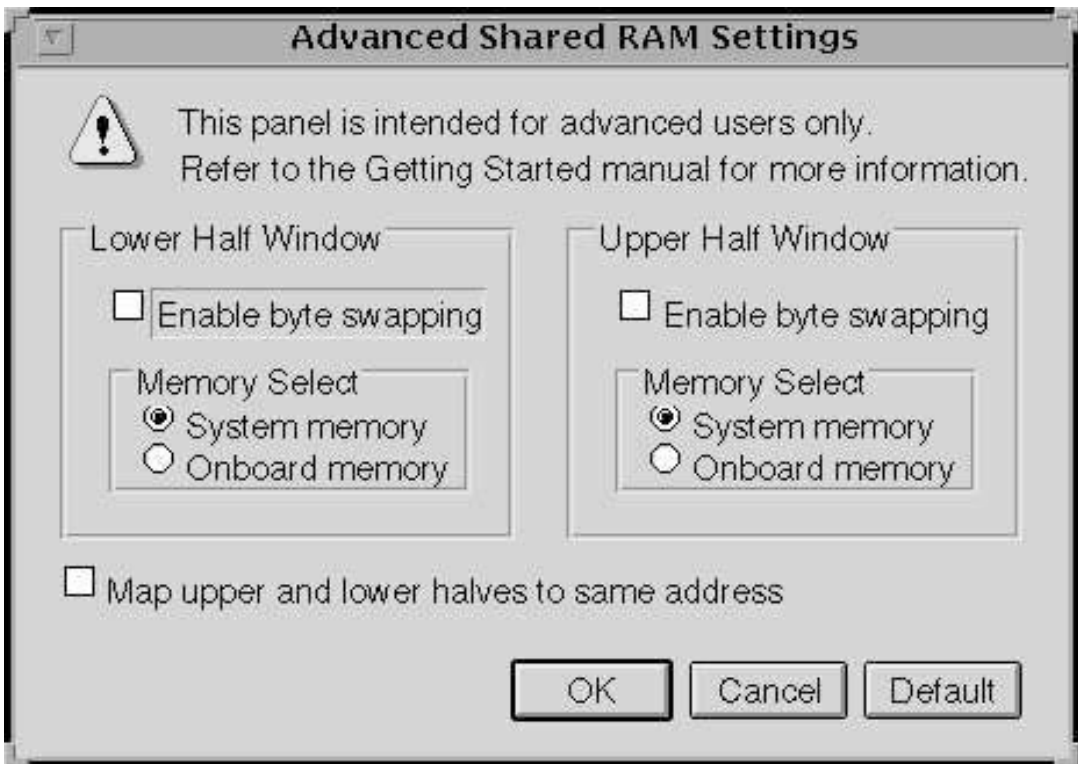 Advanced Shared RAM Settings
This panel is intended for advanced users only.
Refer to the Getting Started manual for more information.
Lower Half Window
Enable byte swapping
Memory Select
System memory
Onboard memory
Upper Half Window
Enable byte swapping
Memory Select
System memory
Onboard memory
Map upper and lower halves to same address
OK
Cancel
Default